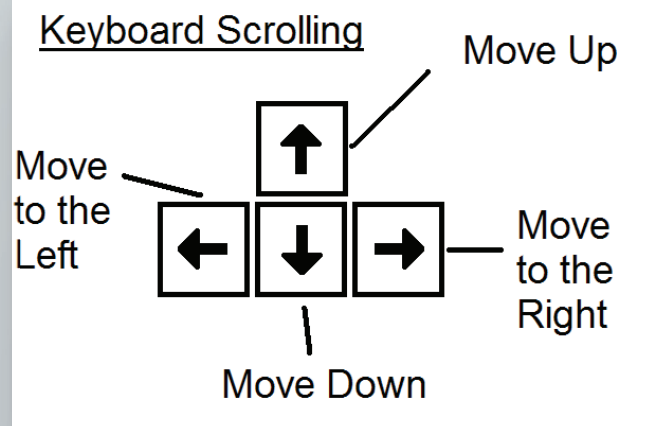 Keyboard Scrolling
Move Up
Move
to the
Left
Move
to the
Right
Move Down